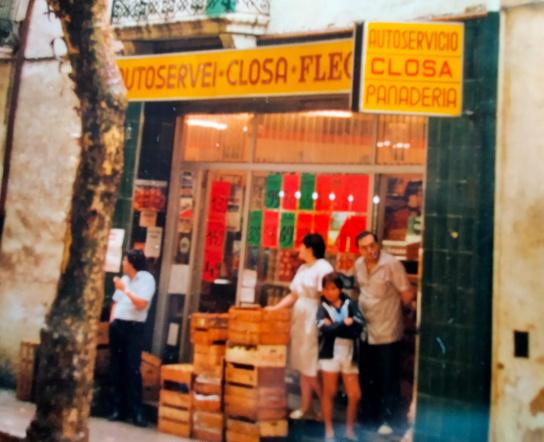 AUTOSERVEI · CLOSA · FLEC
AUTOSERVICIO
CLOSA
PANADERIA